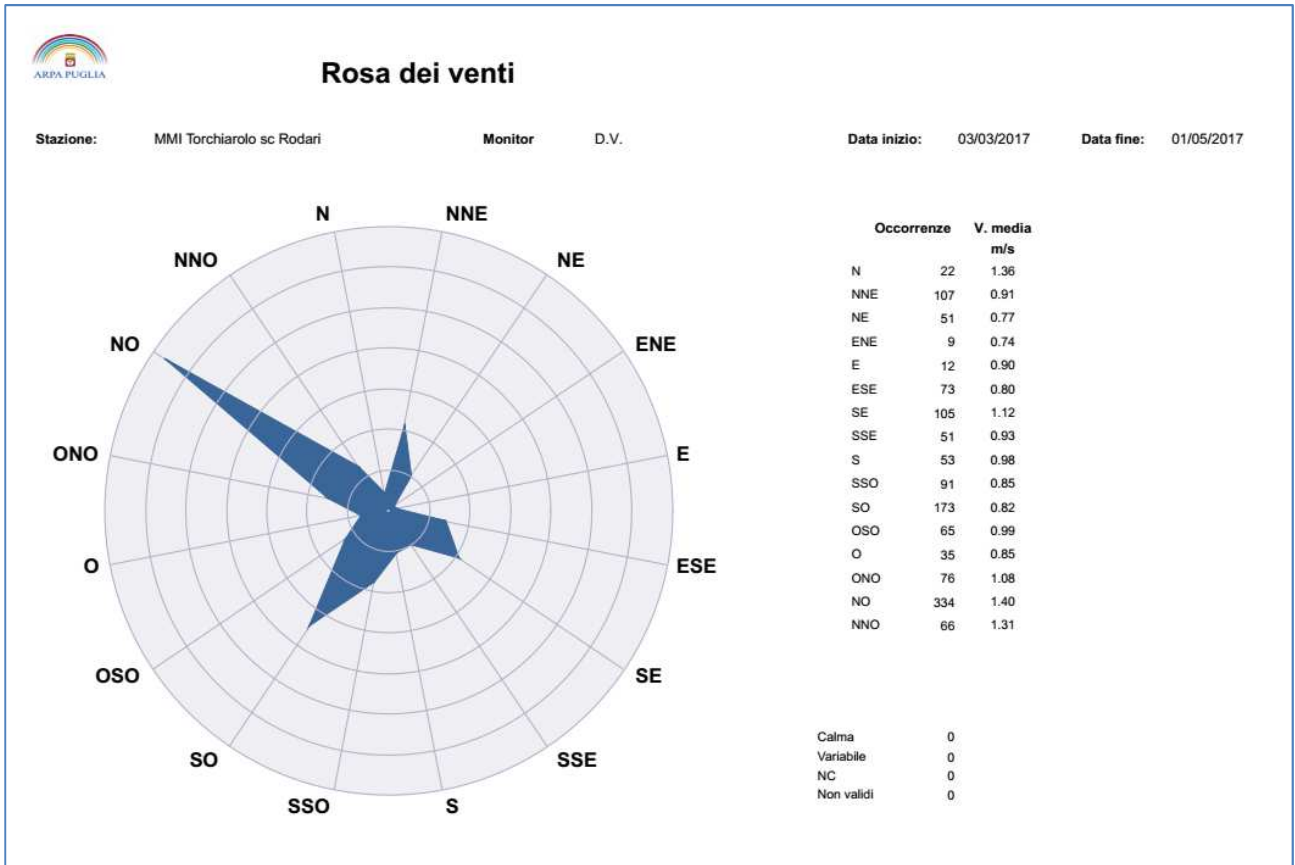 ARPA PUGLIA
Rosa dei venti
Stazione: MMI Torchiarolo sc Rodari Monitor D.V. Data inizio: 03/03/2017 Data fine: 01/05/2017
N
NNE
NNO
NE
NO
ENE
ONO
E
O
ESE
OSO
SE
SO
SSE
SSO
S
Occorrenze V. media
m/s
N 22 1.36
NNE 107 0.91
NE 51 0.77
ENE 9 0.74
E 12 0.90
ESE 73 0.80
SE 105 1.12
SSE 51 0.93
S 53 0.98
SSO 91 0.85
SO 173 0.82
OSO 65 0.99
O 35 0.85
ONO 76 1.08
NO 334 1.40
NNO 66 1.31
Calma 0
Variabile 0
NC 0
Non validi 0